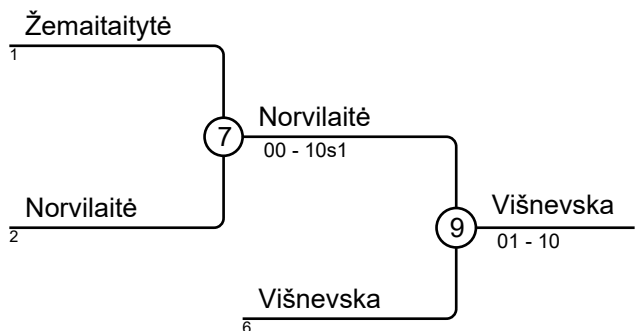 Žemaitaitytė
1
7
Norvilaitė
00 - 10s1
Norvilaitė
2
9
Višnevska
01 - 10
Višnevska
6